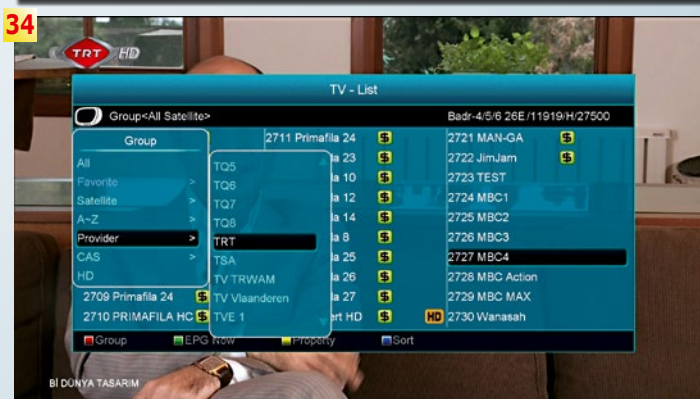 34
TRT HD
TV - List
Group<All Satellite>
Badr-4/5/6 26E /11919/H/27500
Group
All
Favorite >
Satellite >
A~Z >
Provider >
CAS >
HD
TQ5
TQ6
TQ7
TQ8
TRT
TSA
TV TRWAM
TV Vlaanderen
TVE 1
2709 Primafila 24 $
2710 PRIMAFILA HC $
2711 Primafila 24 $
la 23 $
la 10 $
la 12 $
la 14 $
la 8 $
la 25 $
la 26 $
la 27 $
ert HD $ HD
2721 MAN-GA $
2722 JimJam $
2723 TEST
2724 MBC1
2725 MBC2
2726 MBC3
2727 MBC4
2728 MBC Action
2729 MBC MAX
2730 Wanasah
Group EPG Now Property Sort
Bİ DÜNYA TASARIM